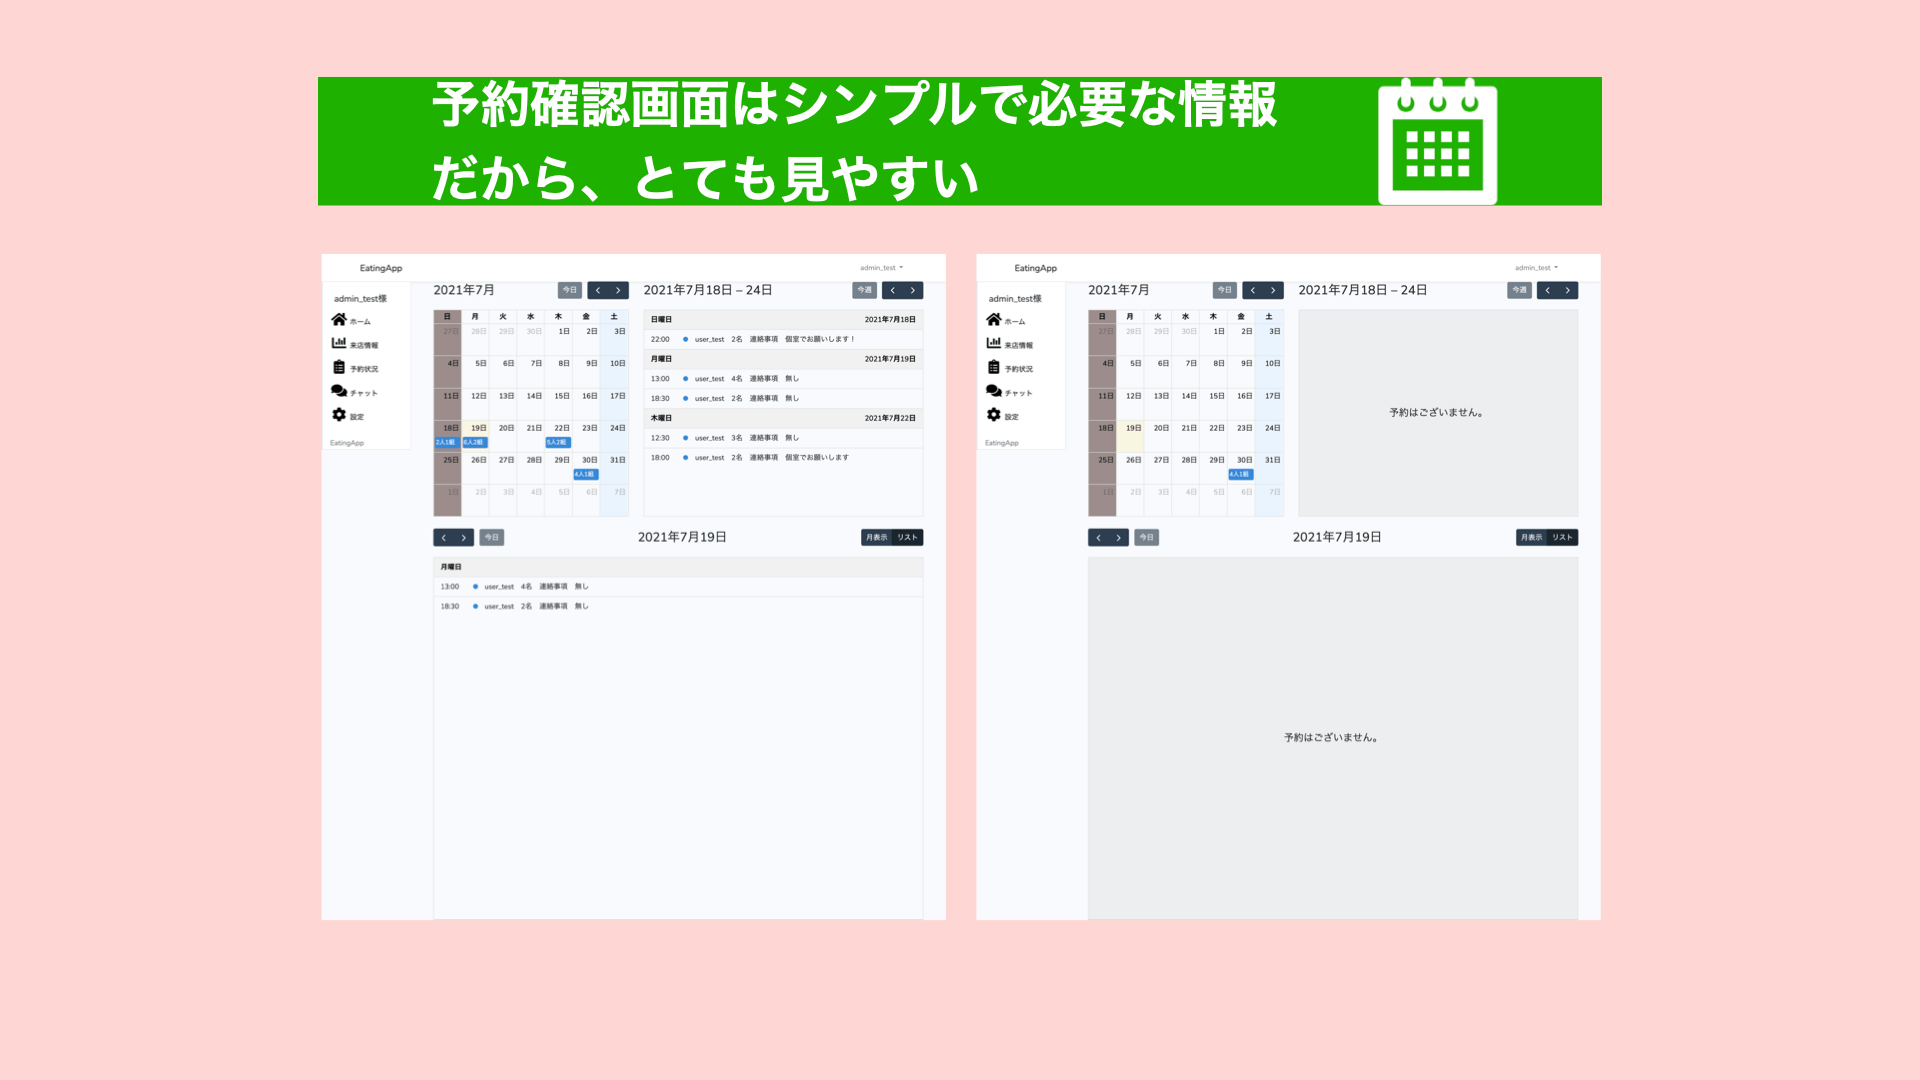 予約確認画面はシンプルで必要な情報
だから、とても見やすい
EatingApp admin_test
admin_test様
ホーム
来店情報
予約状況
チャット
設定
EatingApp
2021年7月 今日
日 月 火 水 木 金 土
27日 28日 29日 30日 1日 2日 3日
4日 5日 6日 7日 8日 9日 10日
11日 12日 13日 14日 15日 16日 17日
18日 19日 20日 21日 22日 23日 24日
2人1組 6人2組 5人2組
25日 26日 27日 28日 29日 30日 31日
4人1組
1日 2日 3日 4日 5日 6日 7日
2021年7月18日 – 24日 今週
日曜日 2021年7月18日
22:00 user_test 2名 連絡事項 個室でお願いします！
月曜日 2021年7月19日
13:00 user_test 4名 連絡事項 無し
18:30 user_test 2名 連絡事項 無し
木曜日 2021年7月22日
12:30 user_test 3名 連絡事項 無し
18:00 user_test 2名 連絡事項 個室でお願いします
今日 2021年7月19日 月表示 リスト
月曜日
13:00 user_test 4名 連絡事項 無し
18:30 user_test 2名 連絡事項 無し
EatingApp admin_test
admin_test様
ホーム
来店情報
予約状況
チャット
設定
EatingApp
2021年7月 今日
日 月 火 水 木 金 土
27日 28日 29日 30日 1日 2日 3日
4日 5日 6日 7日 8日 9日 10日
11日 12日 13日 14日 15日 16日 17日
18日 19日 20日 21日 22日 23日 24日
25日 26日 27日 28日 29日 30日 31日
4人1組
1日 2日 3日 4日 5日 6日 7日
2021年7月18日 – 24日 今週
予約はございません。
今日 2021年7月19日 月表示 リスト
予約はございません。